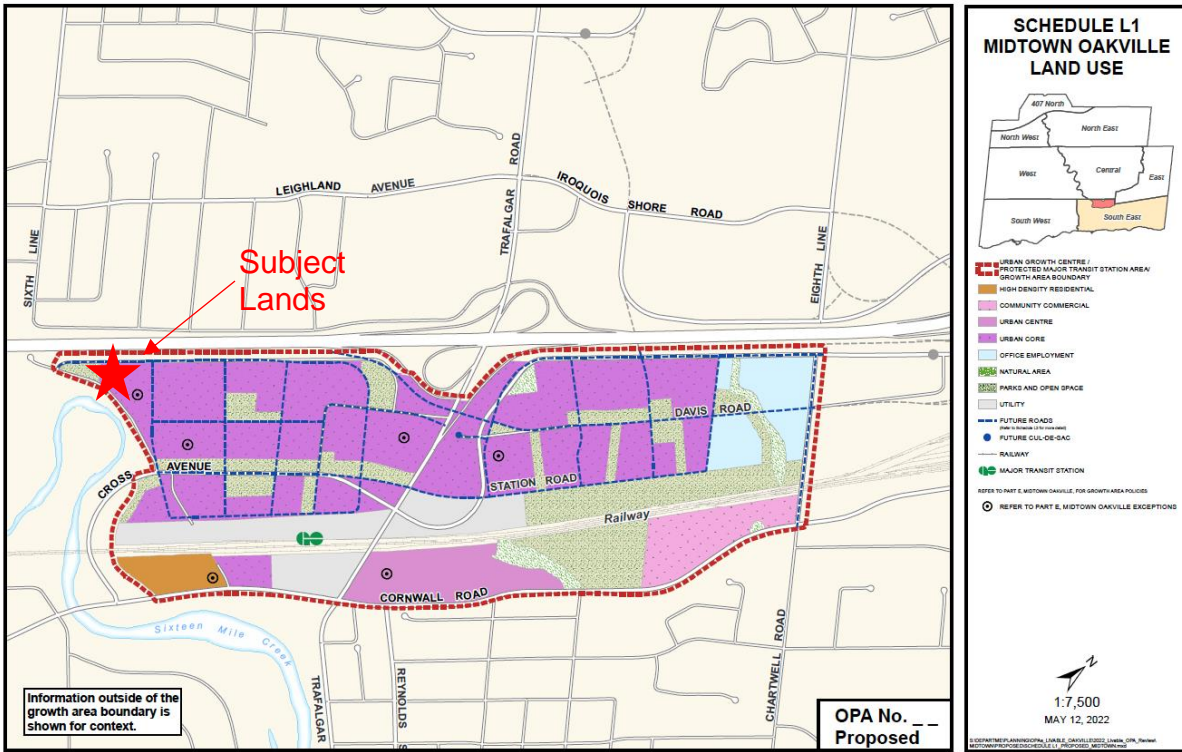 LEIGHLAND AVENUE
IROQUOIS SHORE ROAD
TRAFALGAR ROAD
SIXTH LINE
EIGHTH LINE
Subject
Lands
DAVIS ROAD
CROSS AVENUE
STATION ROAD
Railway
CORNWALL ROAD
Sixteen Mile Creek
TRAFALGAR
REYNOLDS
CHARTWELL ROAD
Information outside of the
growth area boundary is
shown for context.
OPA No. _ _
Proposed
SCHEDULE L1
MIDTOWN OAKVILLE
LAND USE
407 North
North West
North East
West
Central
East
South West
South East
URBAN GROWTH CENTRE /
PROTECTED MAJOR TRANSIT STATION AREA/
GROWTH AREA BOUNDARY
HIGH DENSITY RESIDENTIAL
COMMUNITY COMMERCIAL
URBAN CENTRE
URBAN CORE
OFFICE EMPLOYMENT
NATURAL AREA
PARKS AND OPEN SPACE
UTILITY
FUTURE ROADS
FUTURE CUL-DE-SAC
RAILWAY
MAJOR TRANSIT STATION
REFER TO PART E, MIDTOWN OAKVILLE, FOR GROWTH AREA POLICIES
REFER TO PART E, MIDTOWN OAKVILLE EXCEPTIONS
N
1:7,500
MAY 12, 2022